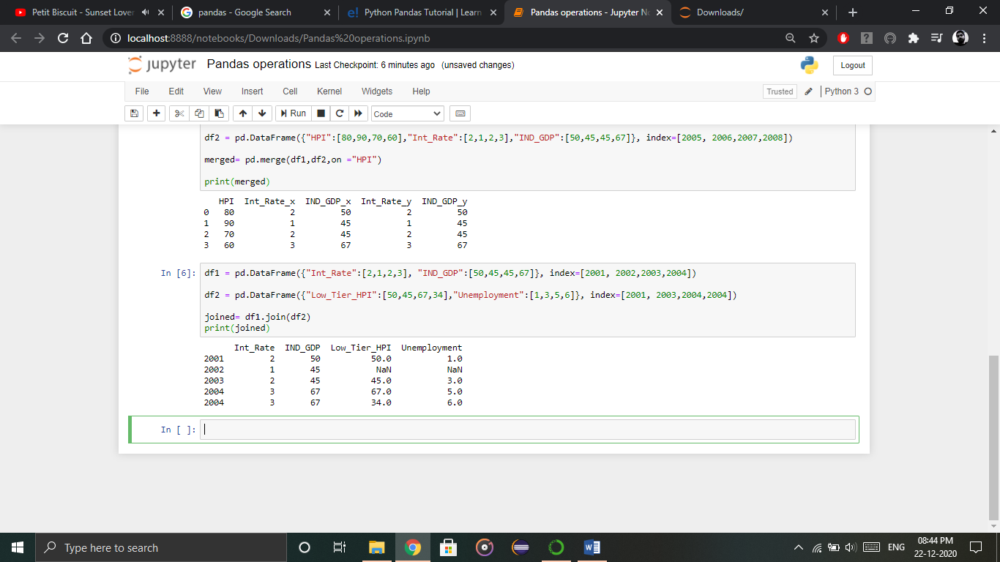 Petit Biscuit - Sunset Lover
pandas - Google Search
Python Pandas Tutorial | Learn
Pandas operations - Jupyter No
Downloads/
localhost:8888/notebooks/Downloads/Pandas%20operations.ipynb
jupyter Pandas operations Last Checkpoint: 6 minutes ago (unsaved changes)
Logout
File Edit View Insert Cell Kernel Widgets Help
Trusted
Python 3
Run
Code
df2 = pd.DataFrame({"HPI":[80,90,70,60],"Int_Rate":[2,1,2,3],"IND_GDP":[50,45,45,67]}, index=[2005, 2006,2007,2008])
merged= pd.merge(df1,df2,on ="HPI")
print(merged)
HPI Int_Rate_x IND_GDP_x Int_Rate_y IND_GDP_y
0 80 2 50 2 50
1 90 1 45 1 45
2 70 2 45 2 45
3 60 3 67 3 67
In [6]: df1 = pd.DataFrame({"Int_Rate":[2,1,2,3], "IND_GDP":[50,45,45,67]}, index=[2001, 2002,2003,2004])
df2 = pd.DataFrame({"Low_Tier_HPI":[50,45,67,34],"Unemployment":[1,3,5,6]}, index=[2001, 2003,2004,2004])
joined= df1.join(df2)
print(joined)
Int_Rate IND_GDP Low_Tier_HPI Unemployment
2001 2 50 50.0 1.0
2002 1 45 NaN NaN
2003 2 45 45.0 3.0
2004 3 67 67.0 5.0
2004 3 67 34.0 6.0
In [ ]:
Type here to search
ENG
08:44 PM
22-12-2020